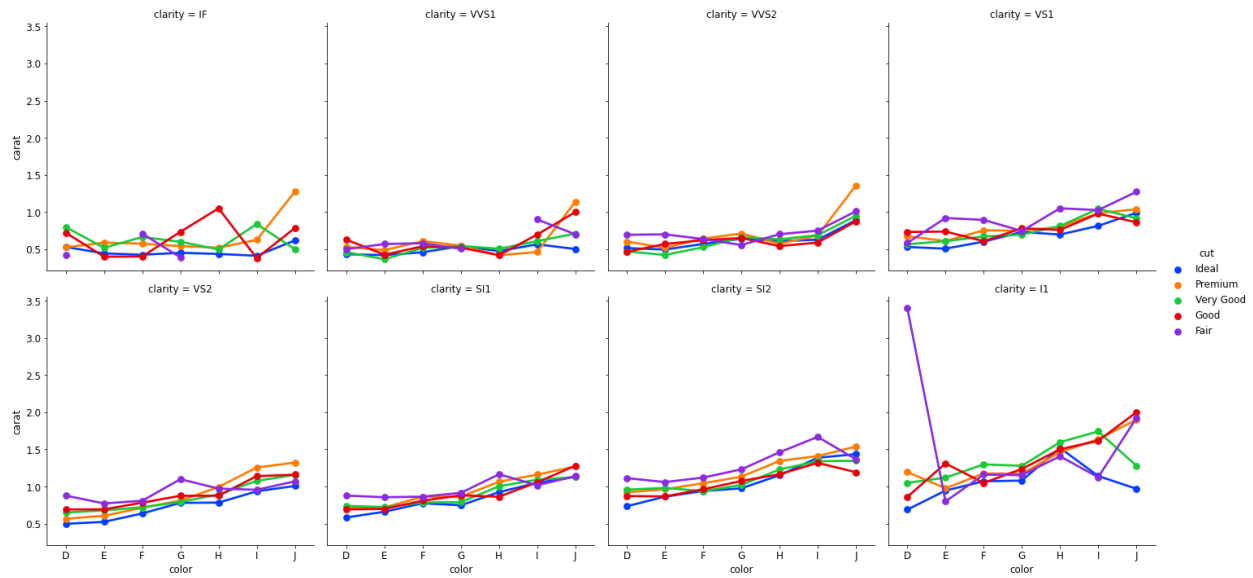 clarity = IF
clarity = VVS1
clarity = VVS2
clarity = VS1
3.5
3.0
2.5
2.0
1.5
1.0
0.5
carat
clarity = VS2
clarity = SI1
clarity = SI2
clarity = I1
3.5
3.0
2.5
2.0
1.5
1.0
0.5
carat
D E F G H I J
color
D E F G H I J
color
D E F G H I J
color
D E F G H I J
color
cut
Ideal
Premium
Very Good
Good
Fair